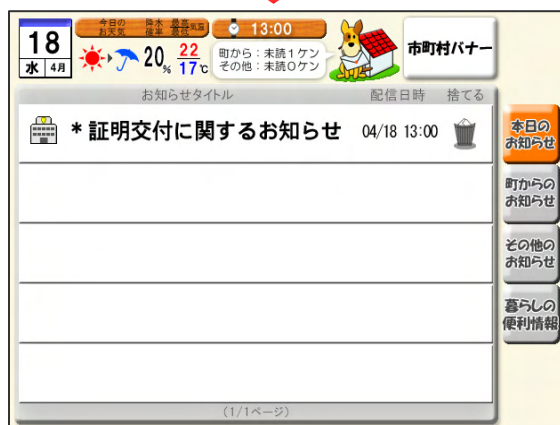 18
水 4月
今日の
お天気
降水
確率
最高
最低
気温
20%
22
17℃
13:00
町から：未読1ケン
その他：未読0ケン
市町村バナー
お知らせタイトル 配信日時 捨てる
＊証明交付に関するお知らせ 04/18 13:00
本日の
お知らせ
町からの
お知らせ
その他の
お知らせ
暮らしの
便利情報
(1/1ページ)